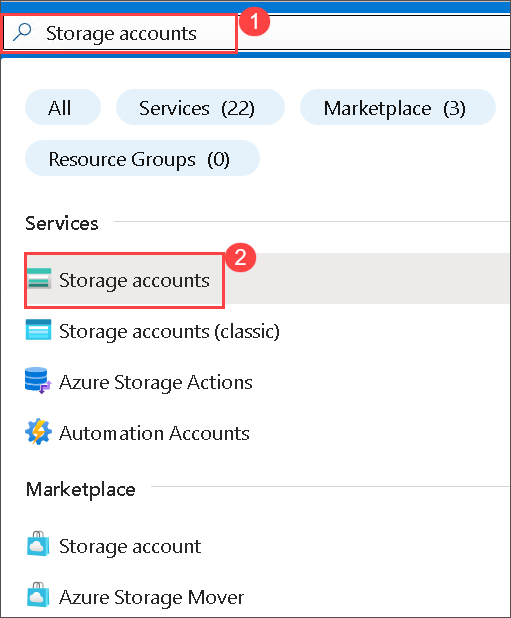 Storage accounts 1
All Services (22) Marketplace (3)
Resource Groups (0)
Services
2
Storage accounts
Storage accounts (classic)
Azure Storage Actions
Automation Accounts
Marketplace
Storage account
Azure Storage Mover